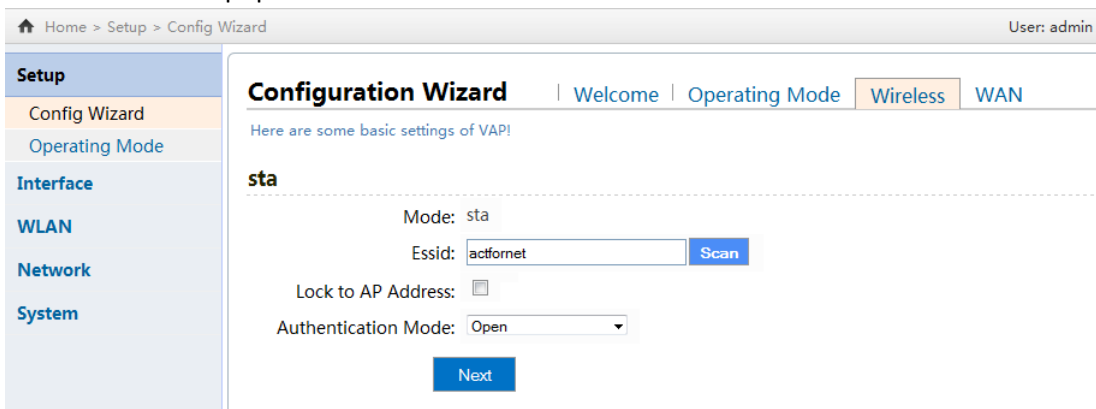 Home > Setup > Config Wizard User: admin
Setup
Config Wizard
Operating Mode
Interface
WLAN
Network
System
Configuration Wizard Welcome Operating Mode Wireless WAN
Here are some basic settings of VAP!
sta
Mode: sta
Essid: actfornet Scan
Lock to AP Address:
Authentication Mode: Open
Next